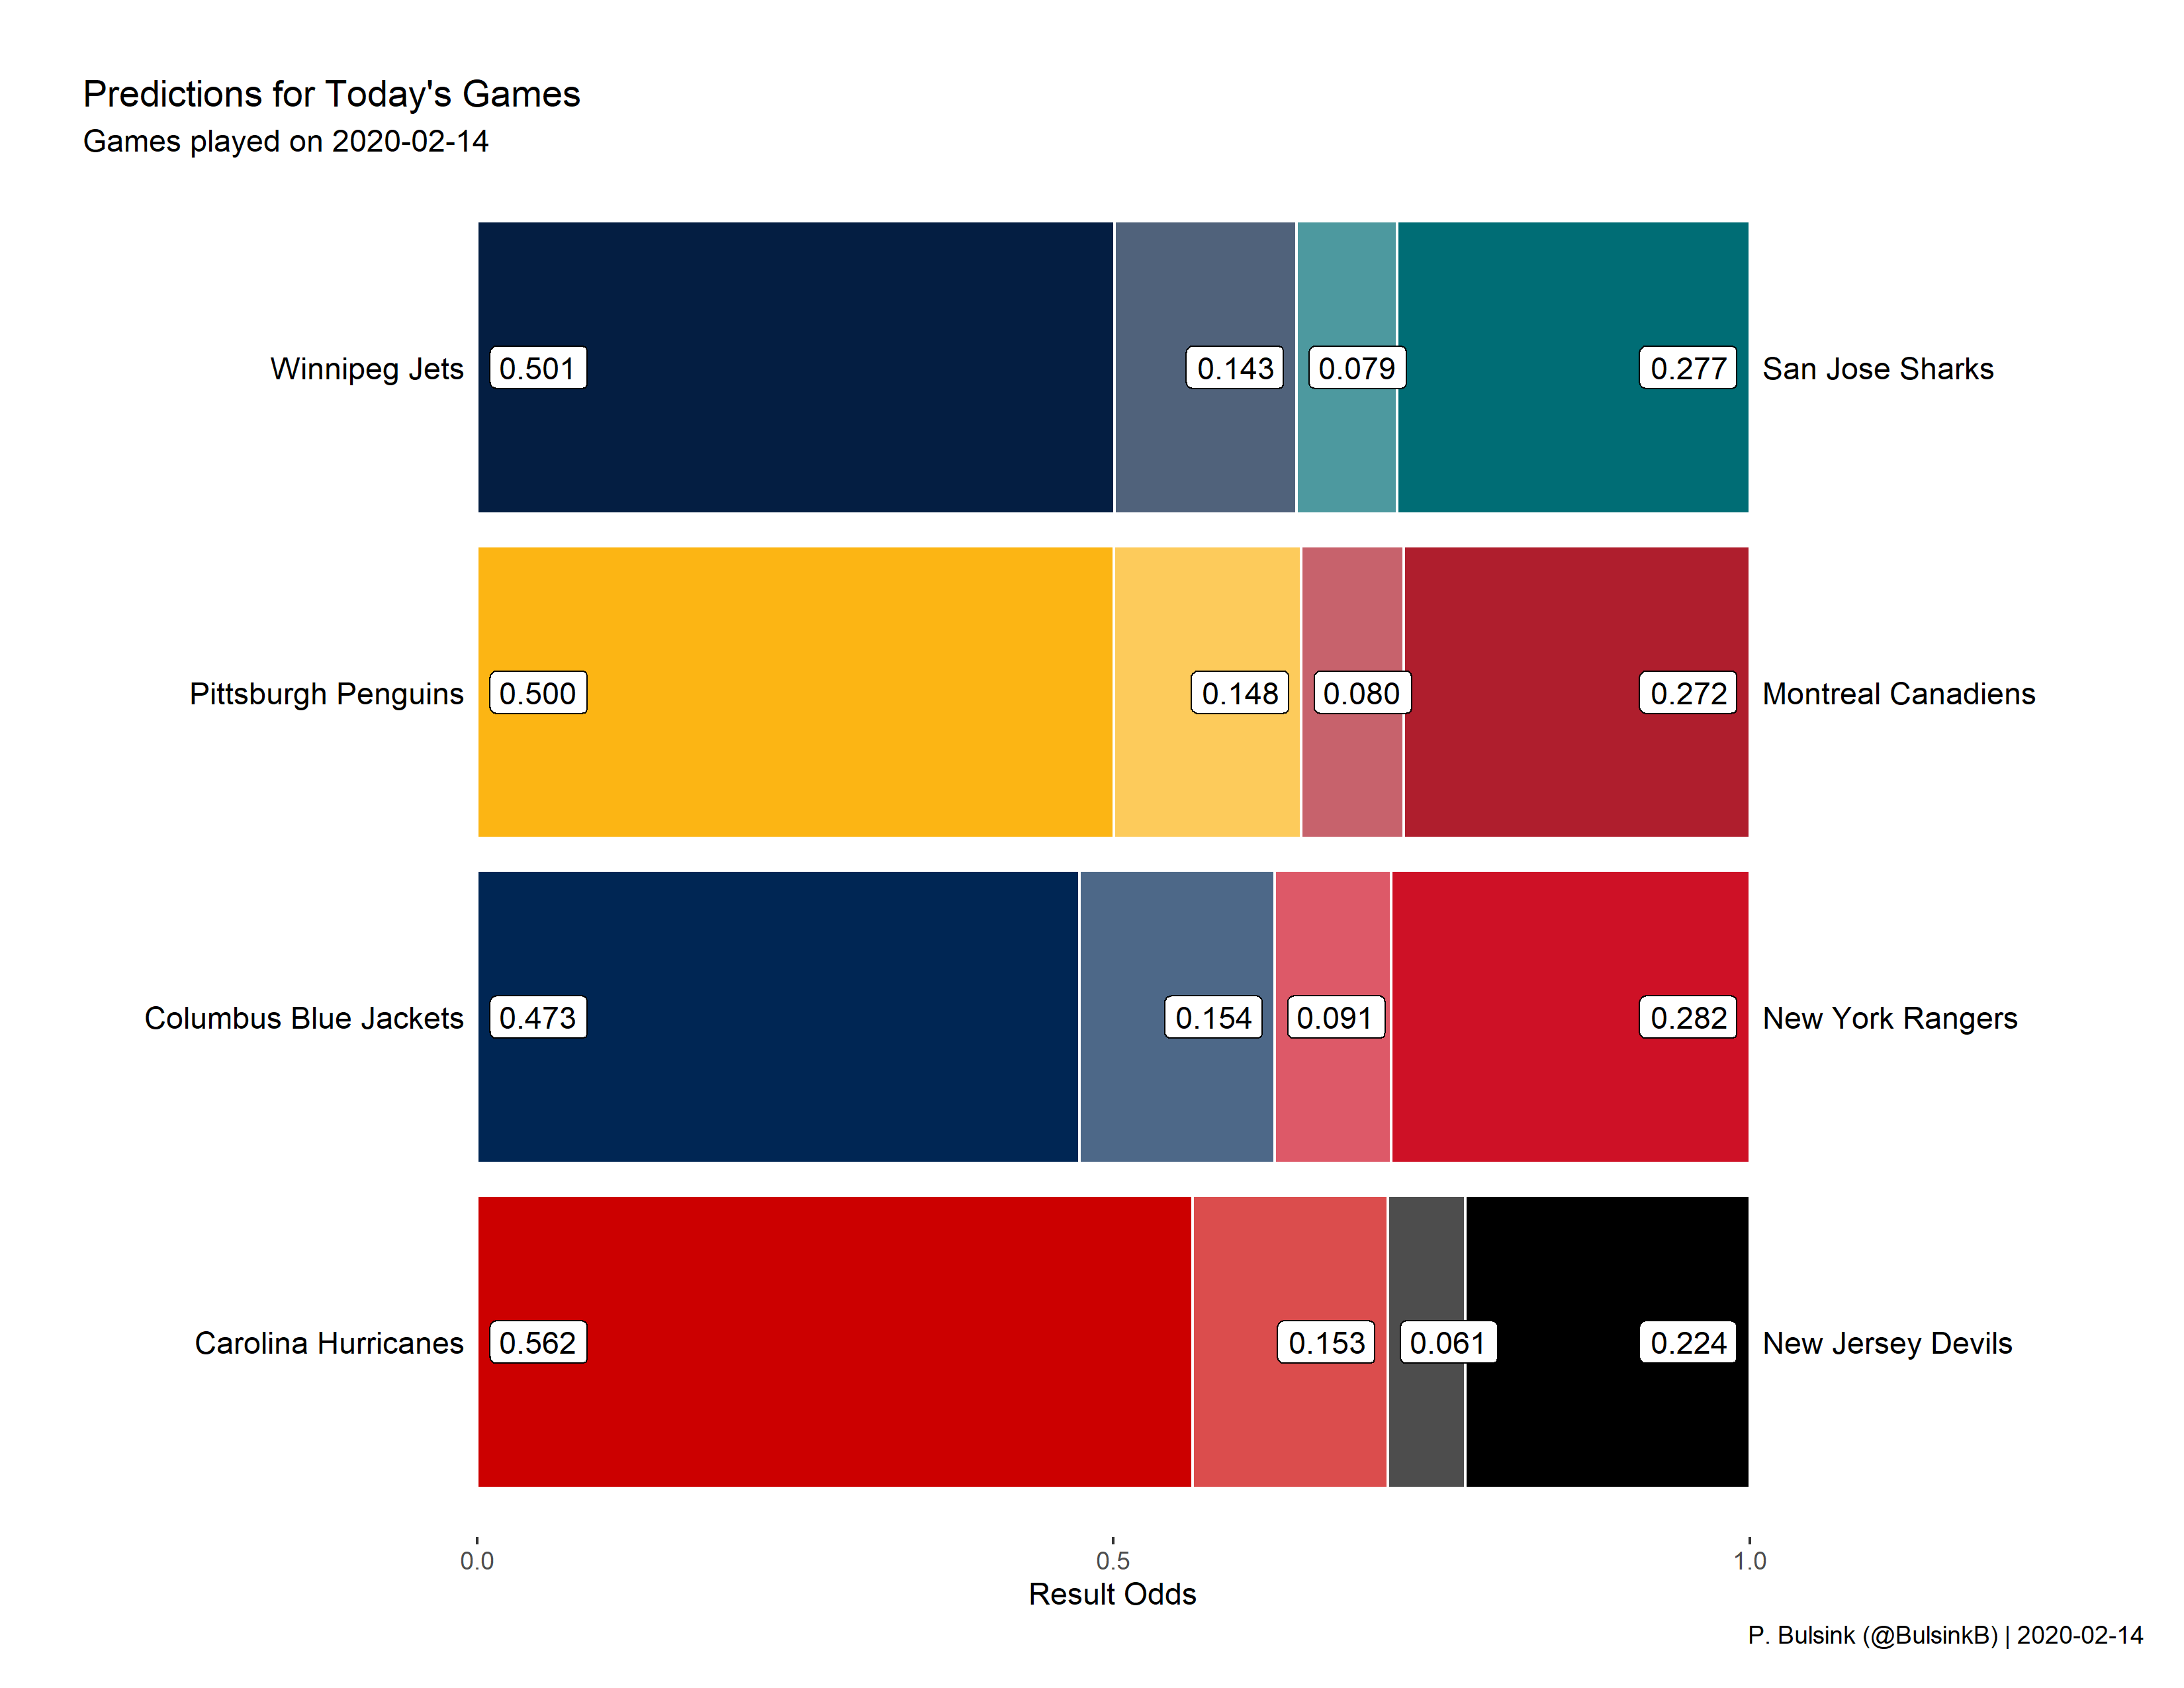 Predictions for Today's Games
Games played on 2020-02-14
Winnipeg Jets 0.501 0.143 0.079 0.277 San Jose Sharks
Pittsburgh Penguins 0.500 0.148 0.080 0.272 Montreal Canadiens
Columbus Blue Jackets 0.473 0.154 0.091 0.282 New York Rangers
Carolina Hurricanes 0.562 0.153 0.061 0.224 New Jersey Devils
0.0 0.5 1.0
Result Odds
P. Bulsink (@BulsinkB) | 2020-02-14